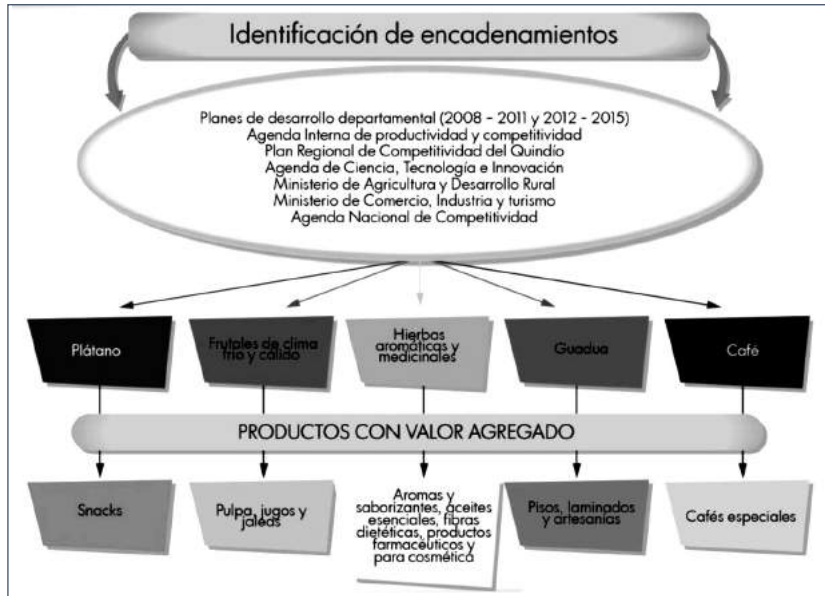 Identificación de encadenamientos
Planes de desarrollo departamental (2008 - 2011 y 2012 - 2015)
Agenda Interna de productividad y competitividad
Plan Regional de Competitividad del Quindío
Agenda de Ciencia, Tecnología e Innovación
Ministerio de Agricultura y Desarrollo Rural
Ministerio de Comercio, Industria y turismo
Agenda Nacional de Competitividad
Plátano
Frutales de clima
frío y cálido
Hierbas
aromáticas y
medicinales
Guadua
Café
PRODUCTOS CON VALOR AGREGADO
Snacks
Pulpa, jugos y
jaleas
Aromas y
saborizantes, aceites
esenciales, fibras
dietéticas, productos
farmacéuticos y
para cosmética
Pisos, laminados
y artesanías
Cafés especiales